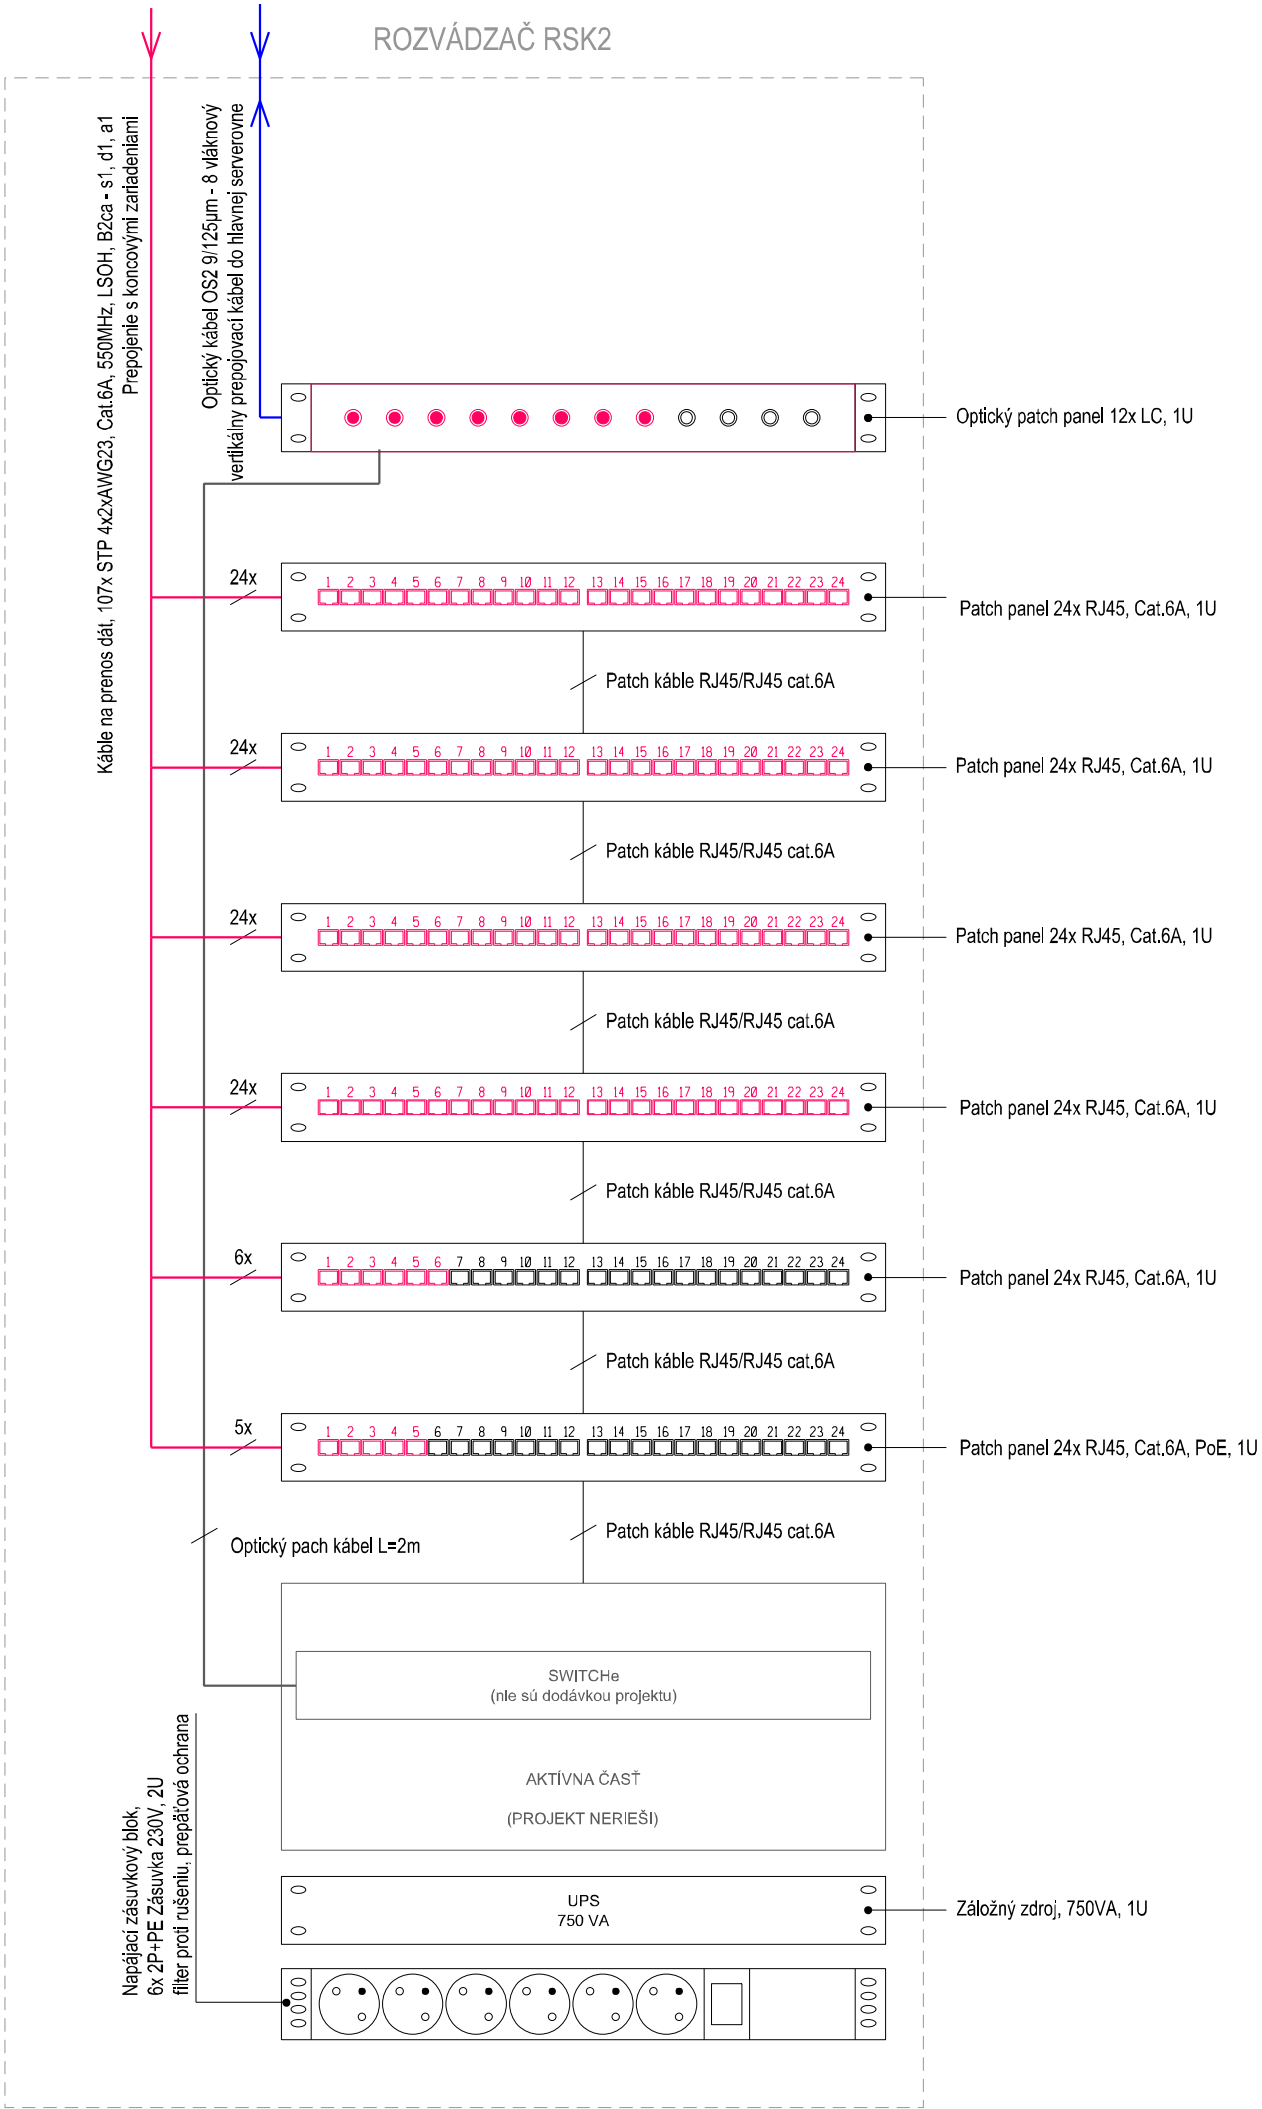 ROZVÁDZAČ RSK2
Káble na prenos dát, 107x STP 4x2xAWG23, Cat.6A, 550MHz, LSOH, B2ca - s1, d1, a1
Prepojenie s koncovými zariadeniami
Optický kábel OS2 9/125µm - 8 vláknový
vertikálny prepojovací kábel do hlavnej serverovne
Optický patch panel 12x LC, 1U
24x
1 2 3 4 5 6 7 8 9 10 11 12 13 14 15 16 17 18 19 20 21 22 23 24
Patch panel 24x RJ45, Cat.6A, 1U
Patch káble RJ45/RJ45 cat.6A
24x
1 2 3 4 5 6 7 8 9 10 11 12 13 14 15 16 17 18 19 20 21 22 23 24
Patch panel 24x RJ45, Cat.6A, 1U
Patch káble RJ45/RJ45 cat.6A
24x
1 2 3 4 5 6 7 8 9 10 11 12 13 14 15 16 17 18 19 20 21 22 23 24
Patch panel 24x RJ45, Cat.6A, 1U
Patch káble RJ45/RJ45 cat.6A
24x
1 2 3 4 5 6 7 8 9 10 11 12 13 14 15 16 17 18 19 20 21 22 23 24
Patch panel 24x RJ45, Cat.6A, 1U
Patch káble RJ45/RJ45 cat.6A
6x
1 2 3 4 5 6 7 8 9 10 11 12 13 14 15 16 17 18 19 20 21 22 23 24
Patch panel 24x RJ45, Cat.6A, 1U
Patch káble RJ45/RJ45 cat.6A
5x
1 2 3 4 5 6 7 8 9 10 11 12 13 14 15 16 17 18 19 20 21 22 23 24
Patch panel 24x RJ45, Cat.6A, PoE, 1U
Patch káble RJ45/RJ45 cat.6A
Optický pach kábel L=2m
SWITCHe
(nie sú dodávkou projektu)
AKTÍVNA ČASŤ
(PROJEKT NERIEŠI)
Napájací zásuvkový blok,
6x 2P+PE Zásuvka 230V, 2U
filter proti rušeniu, prepäťová ochrana
UPS
750 VA
Záložný zdroj, 750VA, 1U